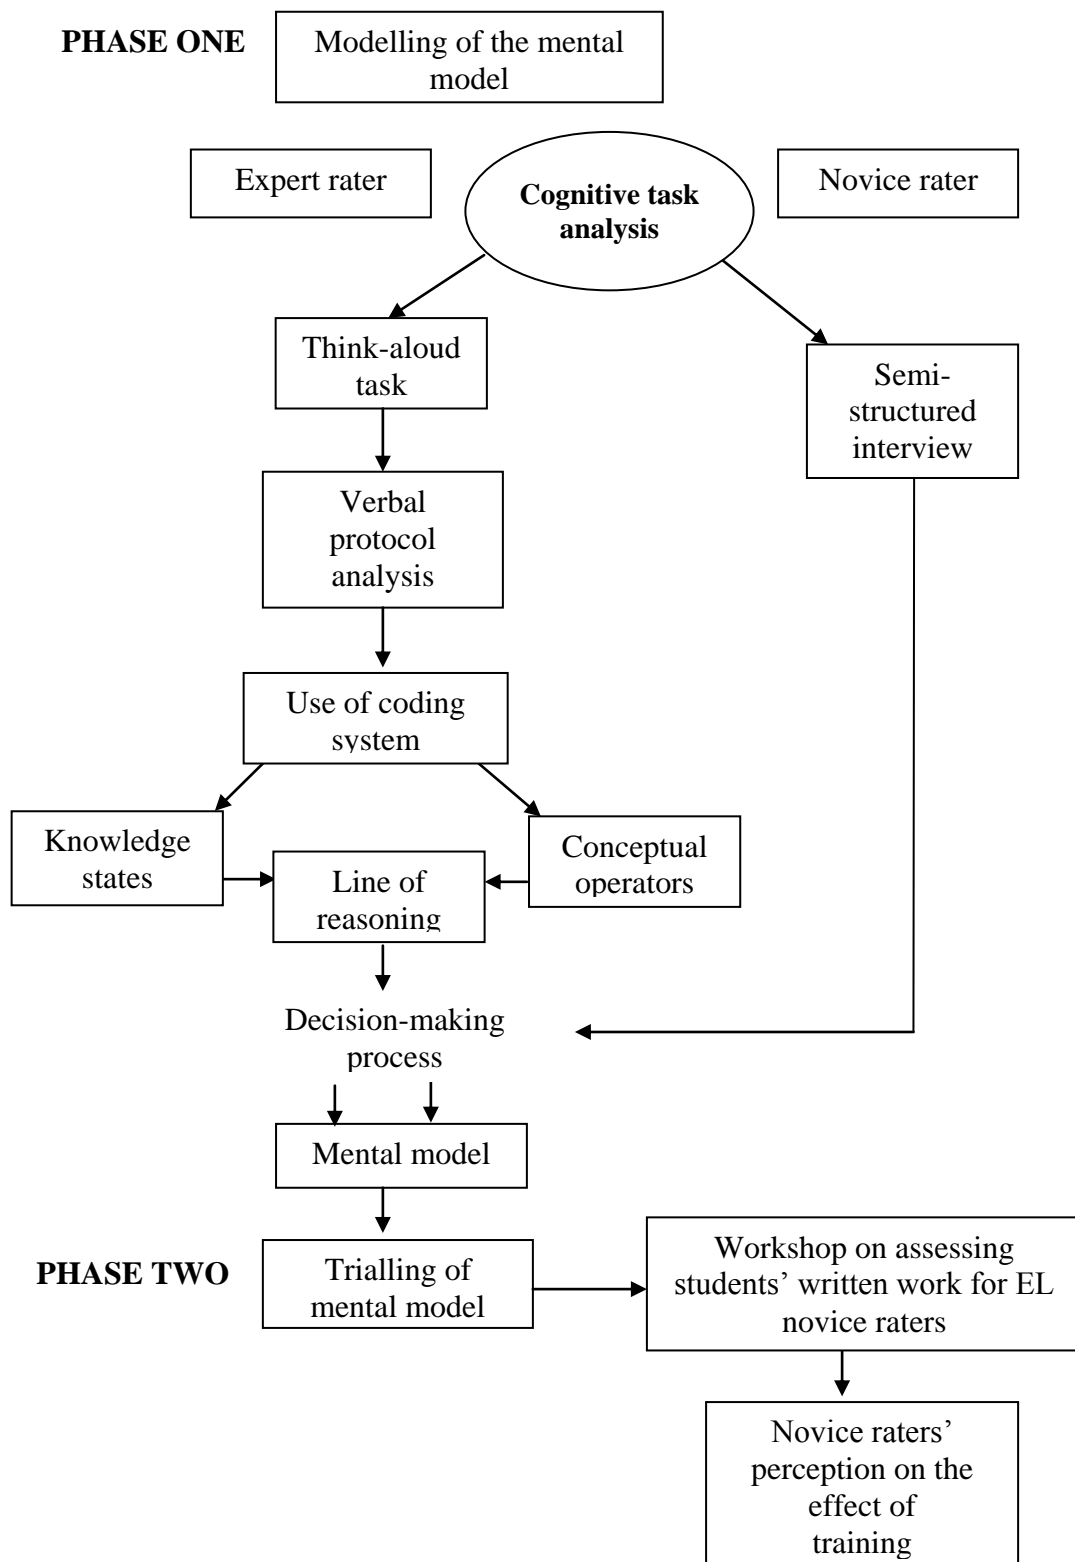 PHASE ONE
Modelling of the mental
model
Expert rater
Cognitive task
analysis
Novice rater
Think-aloud
task
Semi-
structured
interview
Verbal
protocol
analysis
Use of coding
system
Knowledge
states
Conceptual
operators
Line of
reasoning
Decision-making
process
Mental model
PHASE TWO
Trialling of
mental model
Workshop on assessing
students’ written work for EL
novice raters
Novice raters’
perception on the
effect of
training